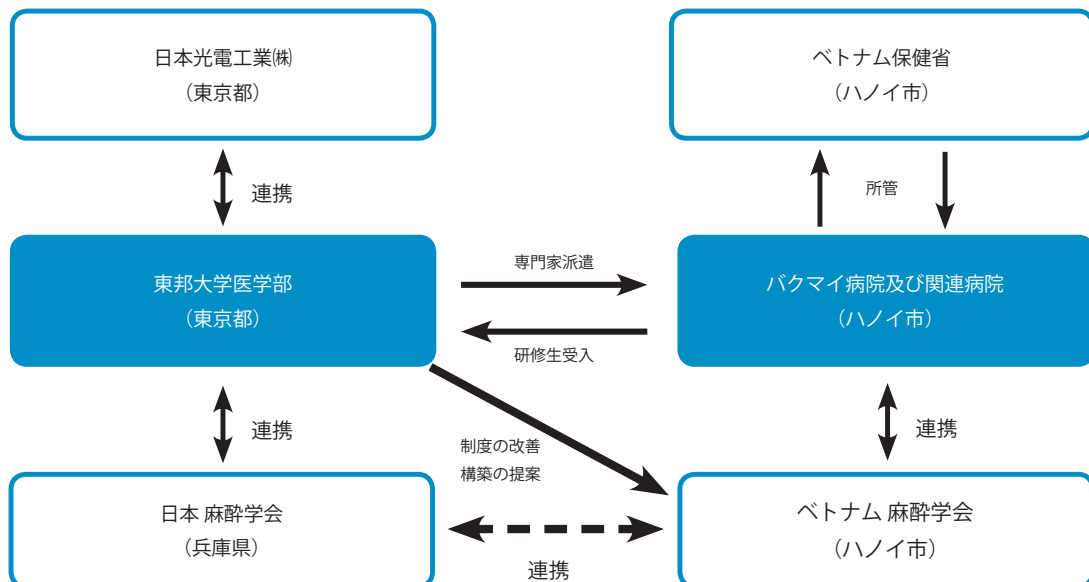 日本光電工業㈱
（東京都）
ベトナム保健省
（ハノイ市）
連携
所管
東邦大学医学部
（東京都）
専門家派遣
研修生受入
バクマイ病院及び関連病院
（ハノイ市）
連携
制度の改善
構築の提案
連携
日本 麻酔学会
（兵庫県）
連携
ベトナム 麻酔学会
（ハノイ市）